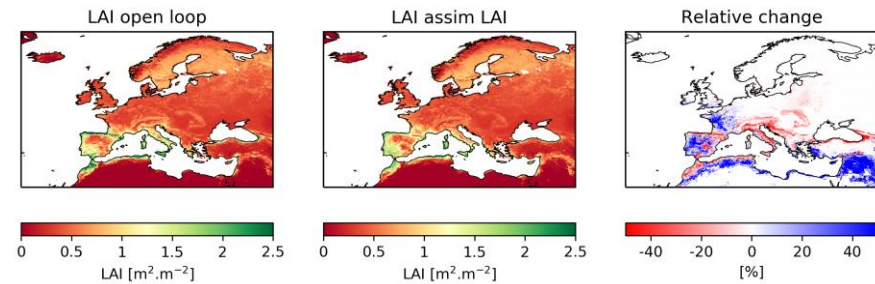 LAI open loop
LAI assim LAI
Relative change
0 0.5 1 1.5 2 2.5
LAI [m².m⁻²]
0 0.5 1 1.5 2 2.5
LAI [m².m⁻²]
-40 -20 0 20 40
[%]